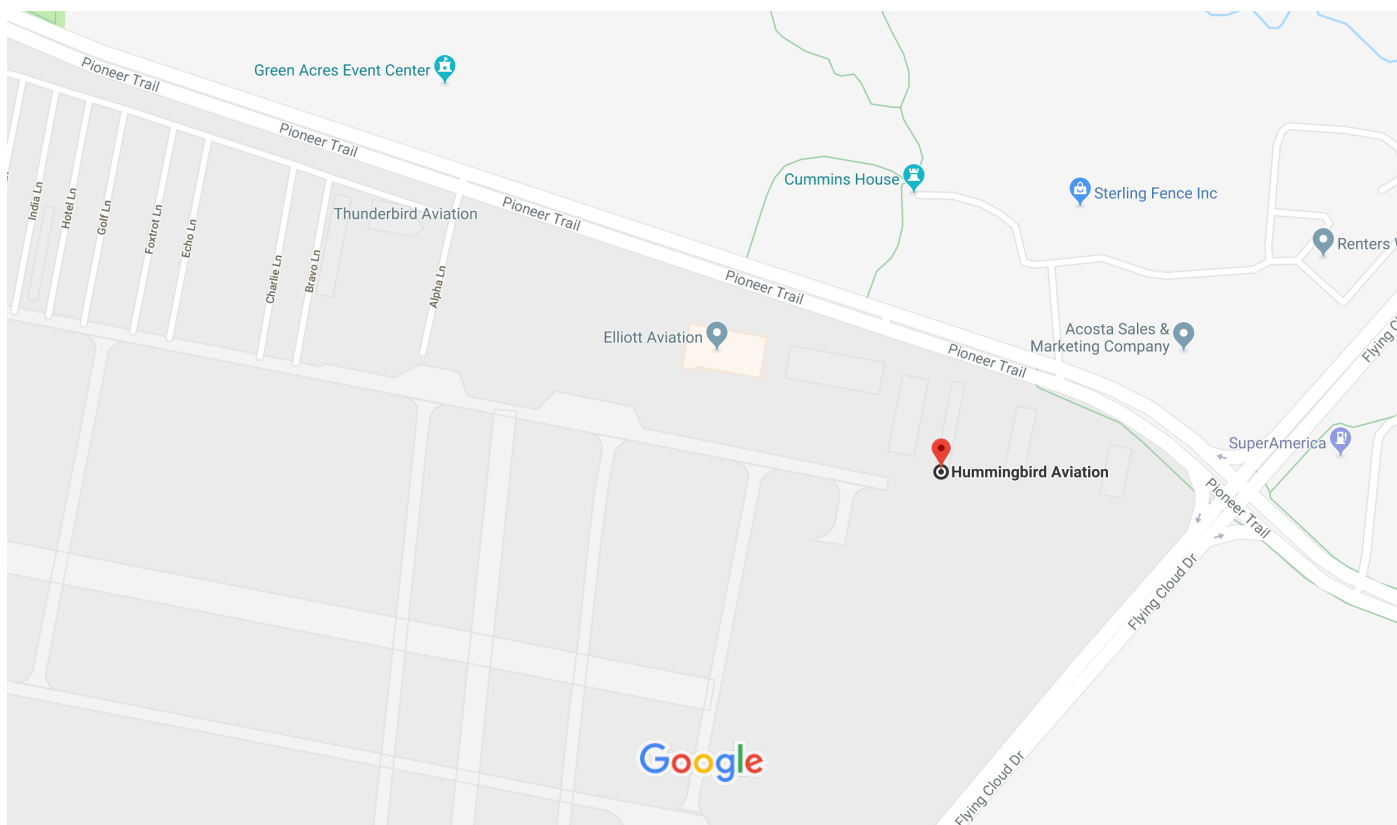 Pioneer Trail
Green Acres Event Center
Pioneer Trail
Cummins House
Sterling Fence Inc
India Ln
Hotel Ln
Golf Ln
Foxtrot Ln
Echo Ln
Charlie Ln
Bravo Ln
Alpha Ln
Thunderbird Aviation
Pioneer Trail
Renters
Pioneer Trail
Elliott Aviation
Acosta Sales &
Marketing Company
Pioneer Trail
Flying
SuperAmerica
Hummingbird Aviation
Pioneer Trail
Flying Cloud Dr
Google
Flying Cloud Dr